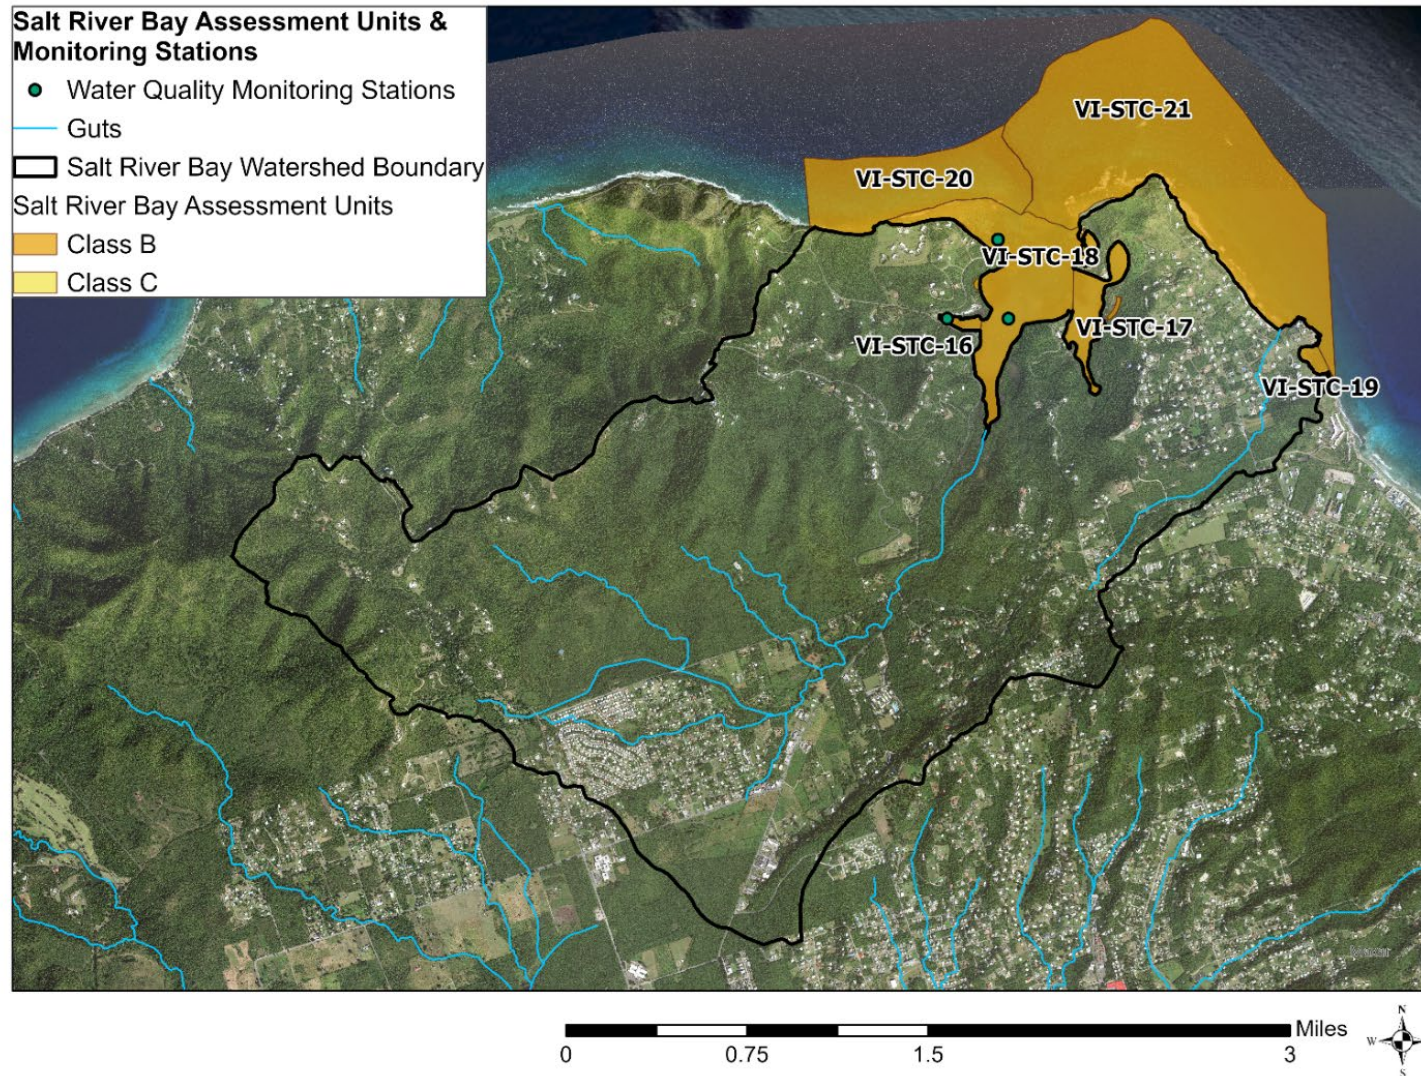 Salt River Bay Assessment Units &
Monitoring Stations
Water Quality Monitoring Stations
Guts
Salt River Bay Watershed Boundary
Salt River Bay Assessment Units
Class B
Class C
VI-STC-21
VI-STC-20
VI-STC-18
VI-STC-17
VI-STC-16
VI-STC-19
Miles
0
0.75
1.5
3
N
W
S